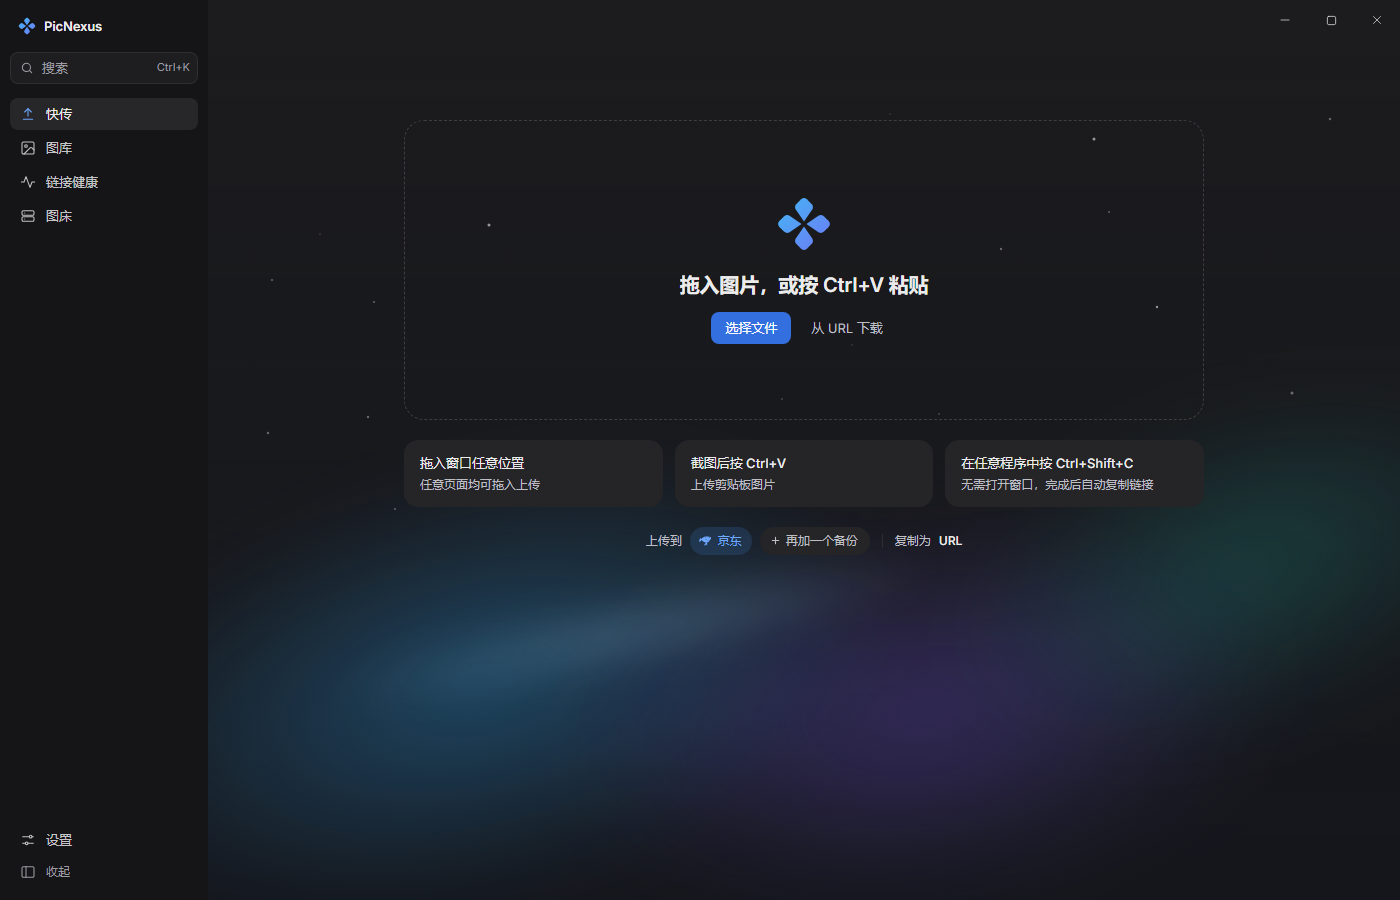 PicNexus
搜索 Ctrl+K
快传
图库
链接健康
图床
拖入图片，或按 Ctrl+V 粘贴
选择文件 从 URL 下载
拖入窗口任意位置
任意页面均可拖入上传
截图后按 Ctrl+V
上传剪贴板图片
在任意程序中按 Ctrl+Shift+C
无需打开窗口，完成后自动复制链接
上传到 京东 + 再加一个备份 复制为 URL
设置
收起